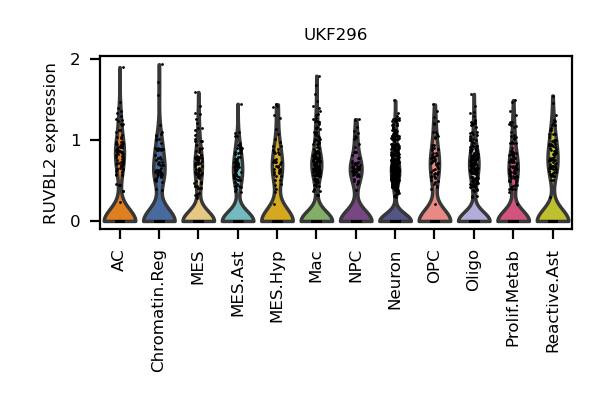 UKF296
RUVBL2 expression
2
1
0
AC
Chromatin.Reg
MES
MES.Ast
MES.Hyp
Mac
NPC
Neuron
OPC
Oligo
Prolif.Metab
Reactive.Ast